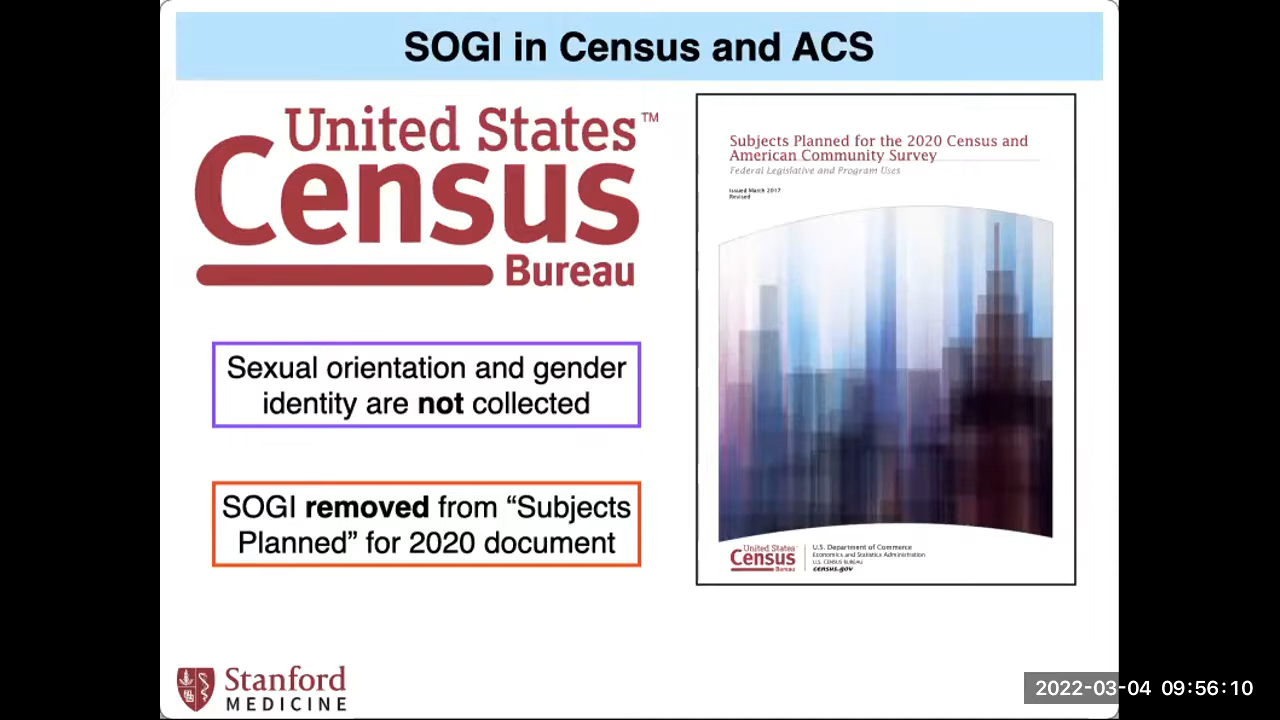 SOGI in Census and ACS
United States™
Census
Bureau
Sexual orientation and gender
identity are not collected
SOGI removed from “Subjects
Planned” for 2020 document
Subjects Planned for the 2020 Census and
American Community Survey
Federal Legislative and Program Uses
Issued March 2017
Revised
United States™
Census
Bureau
U.S. Department of Commerce
Economics and Statistics Administration
U.S. CENSUS BUREAU
census.gov
Stanford
MEDICINE
2022-03-04 09:56:10